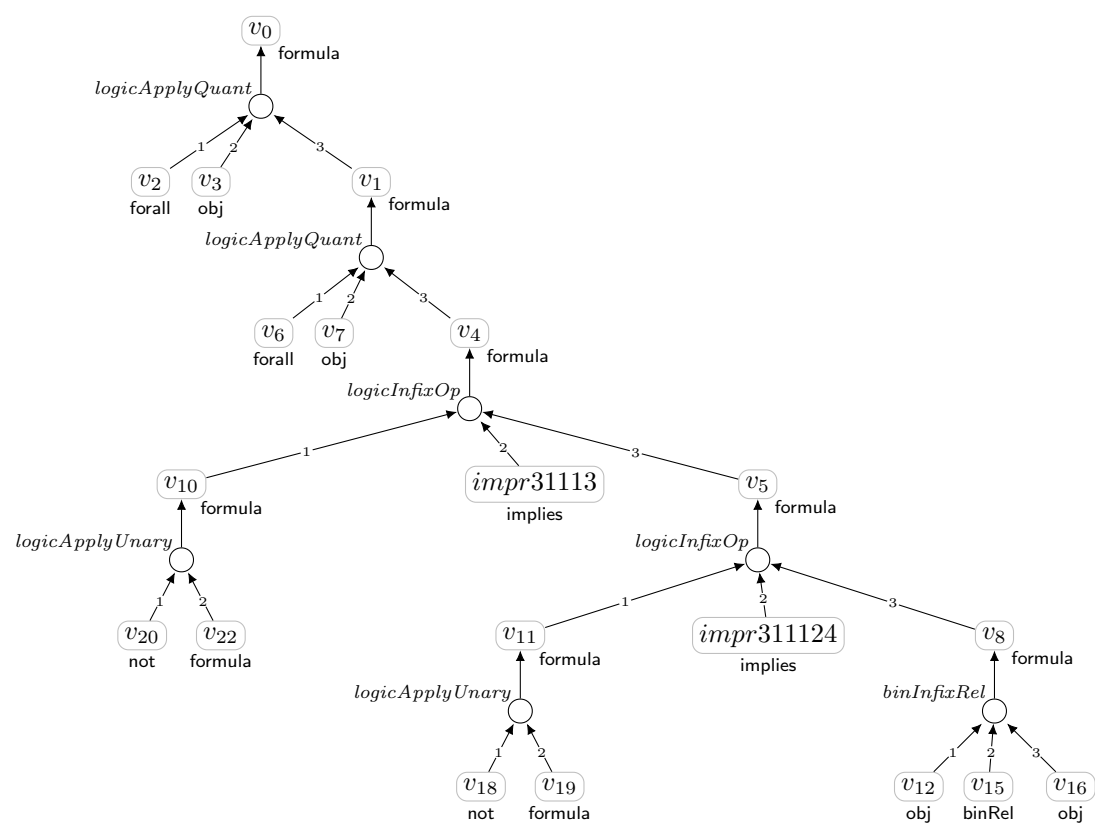 v0
formula
logicApplyQuant
1 2 3
v2 v3 v1
forall obj formula
logicApplyQuant
1 2 3
v6 v7 v4
forall obj formula
logicInfixOp
1 2 3
v10 impr31113 v5
formula implies formula
logicApplyUnary logicInfixOp
1 2 1 2 3
v20 v22 v11 impr311124 v8
not formula formula implies formula
logicApplyUnary binInfixRel
1 2 1 2 3
v18 v19 v12 v15 v16
not formula obj binRel obj